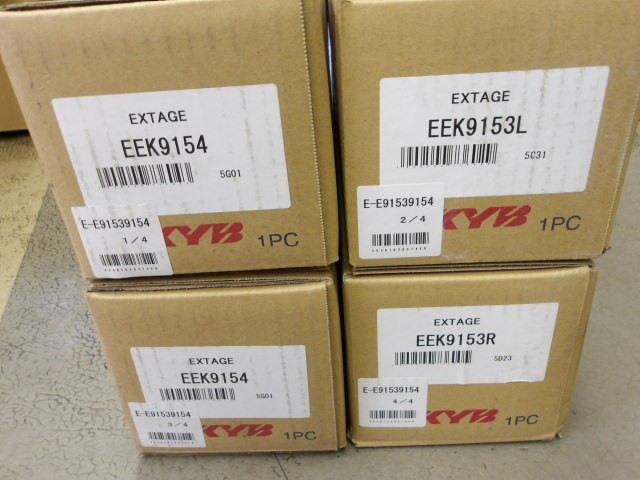 EXTAGE
EEK9154
5G01
E-E91539154
1/4
KYB
1PC
EXTAGE
EEK9153L
5C31
E-E91539154
2/4
KYB
1PC
EXTAGE
EEK9154
5G01
E-E91539154
3/4
KYB
1PC
EXTAGE
EEK9153R
5D23
E-E91539154
4/4
KYB
1PC